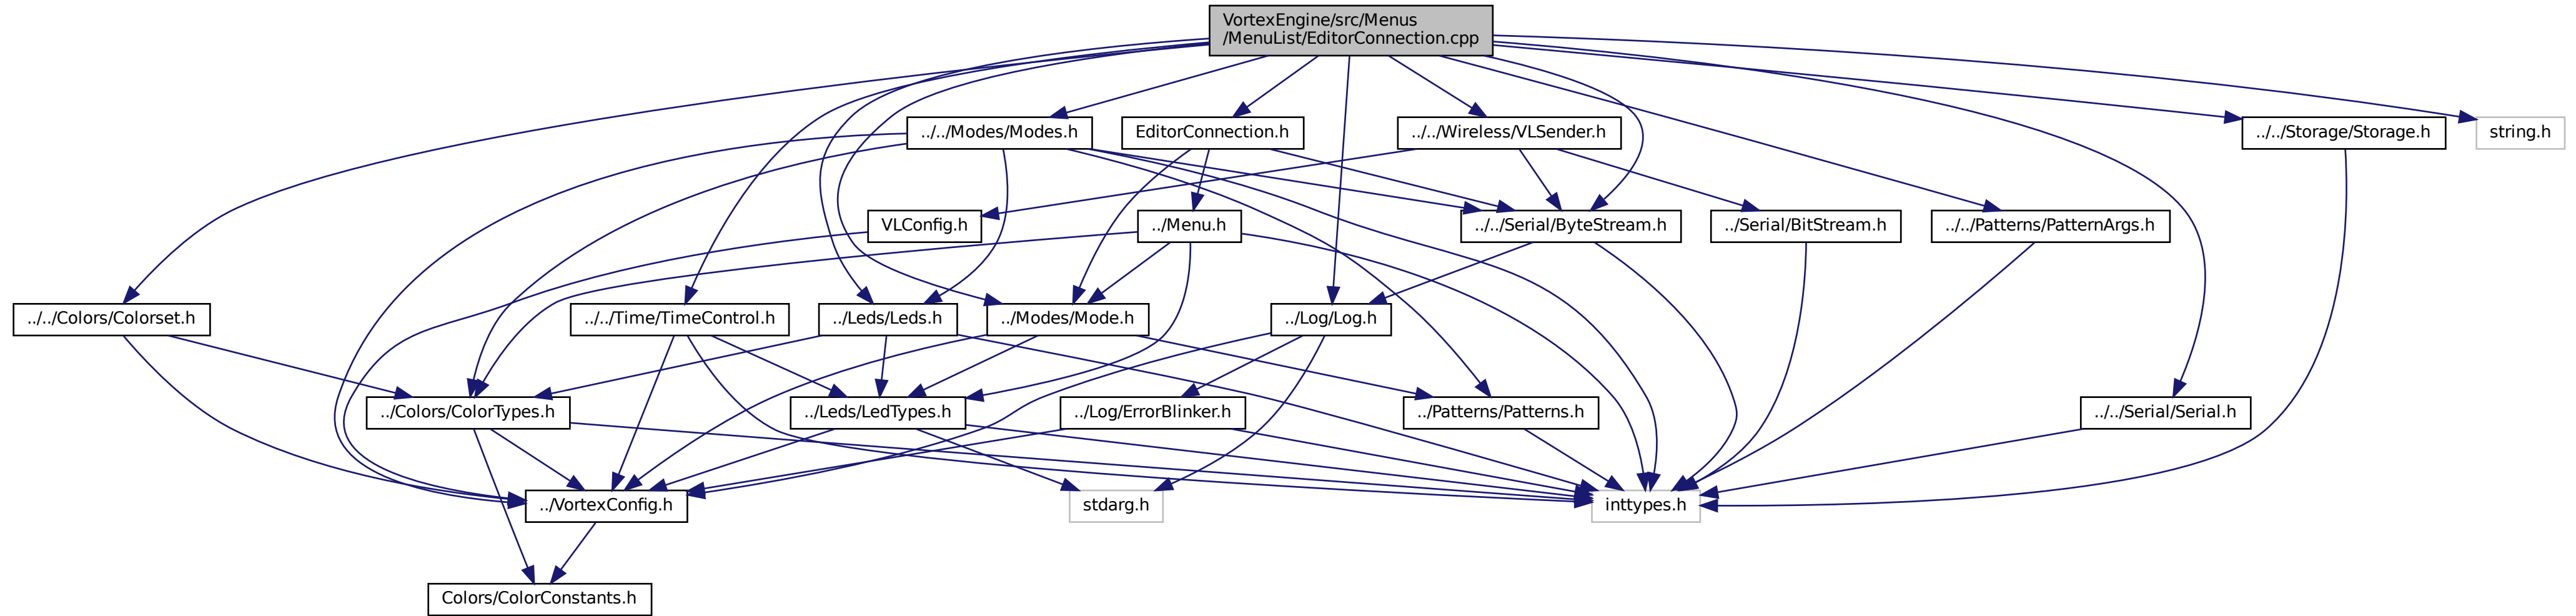 VortexEngine/src/Menus
/MenuList/EditorConnection.cpp
../../Modes/Modes.h
EditorConnection.h
../../Wireless/VLSender.h
../../Storage/Storage.h
string.h
VLConfig.h
../Menu.h
../../Serial/ByteStream.h
../Serial/BitStream.h
../../Patterns/PatternArgs.h
../../Colors/Colorset.h
../../Time/TimeControl.h
../Leds/Leds.h
../Modes/Mode.h
../Log/Log.h
../Colors/ColorTypes.h
../Leds/LedTypes.h
../Log/ErrorBlinker.h
../Patterns/Patterns.h
../../Serial/Serial.h
../VortexConfig.h
stdarg.h
inttypes.h
Colors/ColorConstants.h